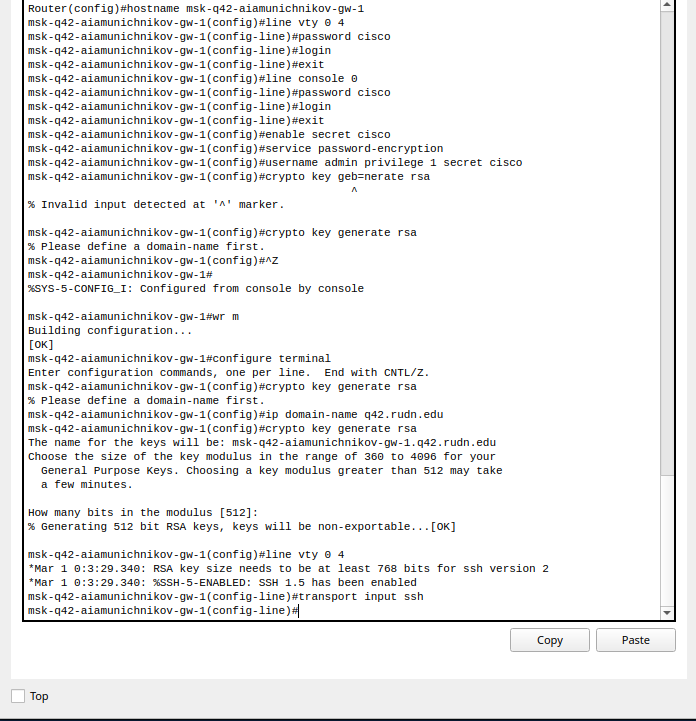 Router(config)#hostname msk-q42-aiamunichnikov-gw-1
msk-q42-aiamunichnikov-gw-1(config)#line vty 0 4
msk-q42-aiamunichnikov-gw-1(config-line)#password cisco
msk-q42-aiamunichnikov-gw-1(config-line)#login
msk-q42-aiamunichnikov-gw-1(config-line)#exit
msk-q42-aiamunichnikov-gw-1(config)#line console 0
msk-q42-aiamunichnikov-gw-1(config-line)#password cisco
msk-q42-aiamunichnikov-gw-1(config-line)#login
msk-q42-aiamunichnikov-gw-1(config-line)#exit
msk-q42-aiamunichnikov-gw-1(config)#enable secret cisco
msk-q42-aiamunichnikov-gw-1(config)#service password-encryption
msk-q42-aiamunichnikov-gw-1(config)#username admin privilege 1 secret cisco
msk-q42-aiamunichnikov-gw-1(config)#crypto key geb=nerate rsa
^
% Invalid input detected at '^' marker.
msk-q42-aiamunichnikov-gw-1(config)#crypto key generate rsa
% Please define a domain-name first.
msk-q42-aiamunichnikov-gw-1(config)#^Z
msk-q42-aiamunichnikov-gw-1#
%SYS-5-CONFIG_I: Configured from console by console
msk-q42-aiamunichnikov-gw-1#wr m
Building configuration...
[OK]
msk-q42-aiamunichnikov-gw-1#configure terminal
Enter configuration commands, one per line.  End with CNTL/Z.
msk-q42-aiamunichnikov-gw-1(config)#crypto key generate rsa
% Please define a domain-name first.
msk-q42-aiamunichnikov-gw-1(config)#ip domain-name q42.rudn.edu
msk-q42-aiamunichnikov-gw-1(config)#crypto key generate rsa
The name for the keys will be: msk-q42-aiamunichnikov-gw-1.q42.rudn.edu
Choose the size of the key modulus in the range of 360 to 4096 for your
General Purpose Keys. Choosing a key modulus greater than 512 may take
a few minutes.
How many bits in the modulus [512]:
% Generating 512 bit RSA keys, keys will be non-exportable...[OK]
msk-q42-aiamunichnikov-gw-1(config)#line vty 0 4
*Mar 1 0:3:29.340: RSA key size needs to be at least 768 bits for ssh version 2
*Mar 1 0:3:29.340: %SSH-5-ENABLED: SSH 1.5 has been enabled
msk-q42-aiamunichnikov-gw-1(config-line)#transport input ssh
msk-q42-aiamunichnikov-gw-1(config-line)#
Copy Paste
Top